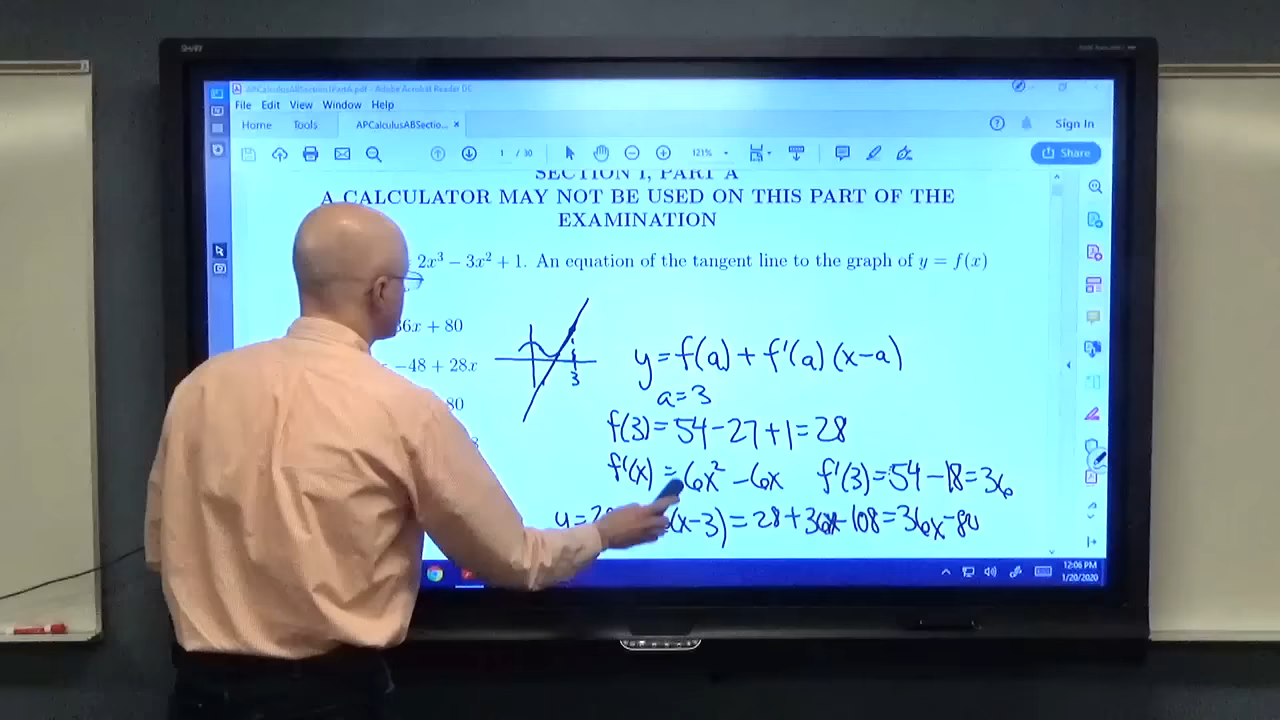 SMART
APCalculusABSection1PartA.pdf - Adobe Acrobat Reader DC
File Edit View Window Help
Home Tools APCalculusABSectio... × Sign In
1 / 30 121% Share
SECTION I, PART A
A CALCULATOR MAY NOT BE USED ON THIS PART OF THE
EXAMINATION
2x³ − 3x² + 1. An equation of the tangent line to the graph of y = f(x)
36x + 80
−48 + 28x
80
3
y = f(a) + f'(a) (x-a)
a = 3
f(3) = 54 - 27 + 1 = 28
f'(x) = 6x² - 6x f'(3) = 54 - 18 = 36
y = 28 (x-3) = 28 + 36x - 108 = 36x - 80
12:06 PM
1/20/2020